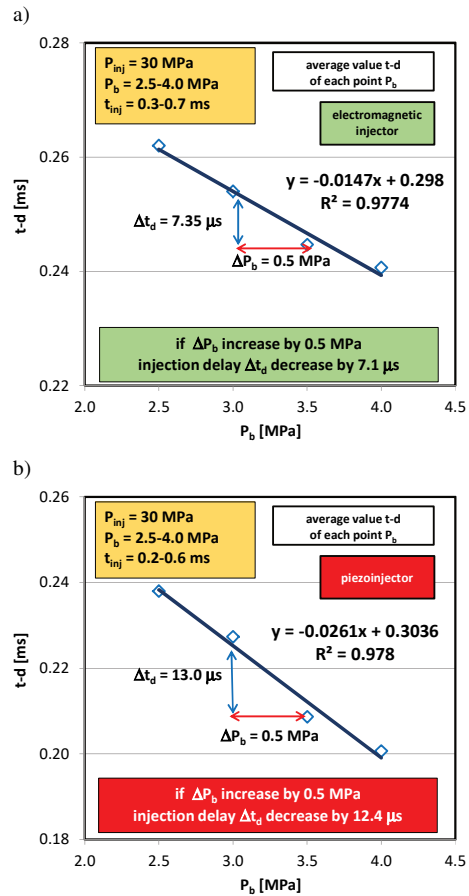 a)
0.28
P_inj = 30 MPa
P_b = 2.5-4.0 MPa
t_inj = 0.3-0.7 ms
average value t-d
of each point P_b
electromagnetic
injector
0.26
y = -0.0147x + 0.298
R² = 0.9774
Δt_d = 7.35 μs
ΔP_b = 0.5 MPa
t-d [ms]
0.24
if ΔP_b increase by 0.5 MPa
injection delay Δt_d decrease by 7.1 μs
0.22
2.0 2.5 3.0 3.5 4.0 4.5
P_b [MPa]
b)
0.26
P_inj = 30 MPa
P_b = 2.5-4.0 MPa
t_inj = 0.2-0.6 ms
average value t-d
of each point P_b
piezoinjector
0.24
y = -0.0261x + 0.3036
R² = 0.978
t-d [ms]
0.22
Δt_d = 13.0 μs
ΔP_b = 0.5 MPa
0.20
if ΔP_b increase by 0.5 MPa
injection delay Δt_d decrease by 12.4 μs
0.18
2.0 2.5 3.0 3.5 4.0 4.5
P_b [MPa]